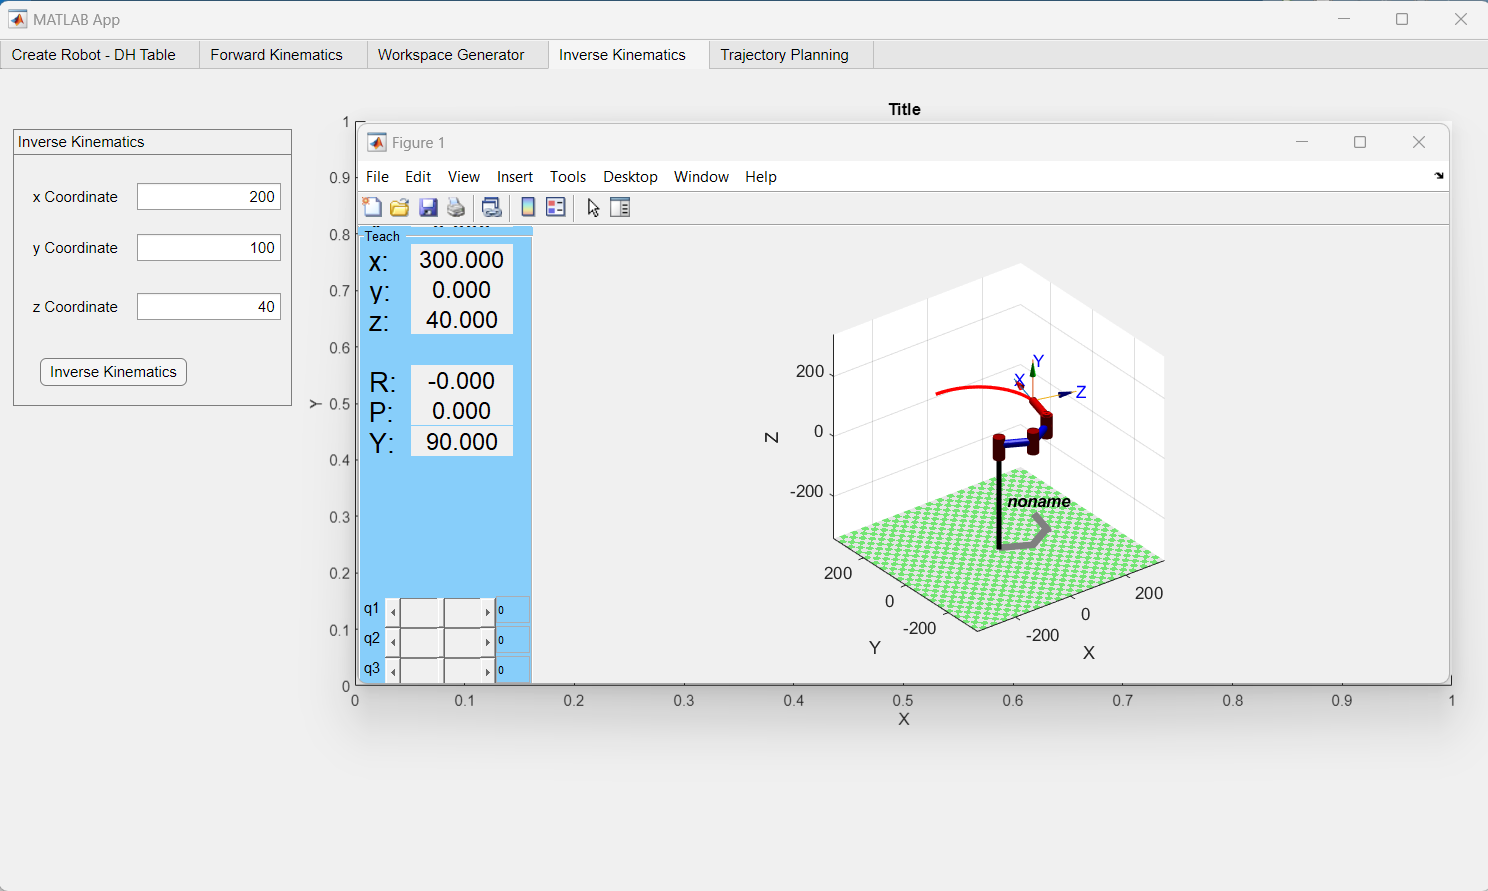 MATLAB App
Create Robot - DH Table
Forward Kinematics
Workspace Generator
Inverse Kinematics
Trajectory Planning
Inverse Kinematics
x Coordinate 200
y Coordinate 100
z Coordinate 40
Inverse Kinematics
Title
1
0.9
0.8
0.7
0.6
0.5
0.4
0.3
0.2
0.1
0
Y
Figure 1
File Edit View Insert Tools Desktop Window Help
Teach
x: 300.000
y: 0.000
z: 40.000
R: -0.000
P: 0.000
Y: 90.000
q1 0
q2 0
q3 0
Z
200
0
-200
Y
X
Z
noname
200
0
-200
Y
200
0
-200
X
0 0.1 0.2 0.3 0.4 0.5 0.6 0.7 0.8 0.9 1
X